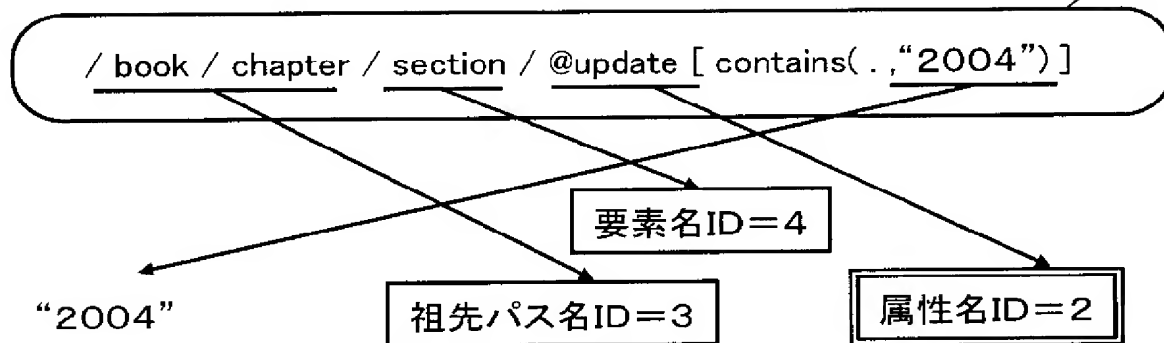 / book / chapter / section / @update [ contains( . ,“2004”) ]
要素名ID=4
“2004”
祖先パス名ID=3
属性名ID=2